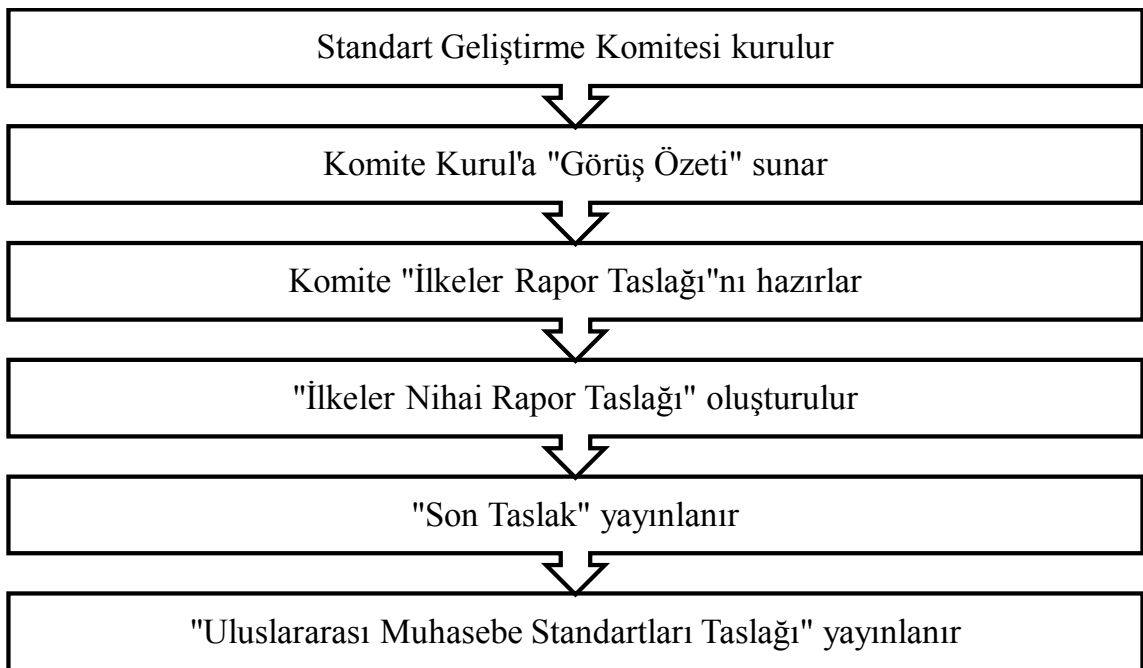 Standart Geliştirme Komitesi kurulur
Komite Kurul'a "Görüş Özeti" sunar
Komite "İlkeler Rapor Taslağı"nı hazırlar
"İlkeler Nihai Rapor Taslağı" oluşturulur
"Son Taslak" yayınlanır
"Uluslararası Muhasebe Standartları Taslağı" yayınlanır